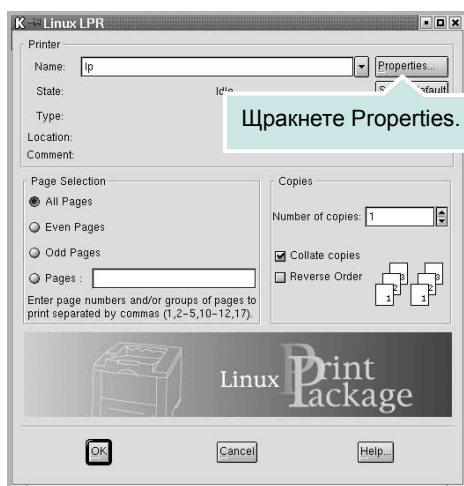 Linux LPR
Printer
Name: lp Properties...
State: Idle
Щракнете Properties.
Type:
Location:
Comment:
Page Selection
All Pages
Even Pages
Odd Pages
Pages :
Enter page numbers and/or groups of pages to
print separated by commas (1,2-5,10-12,17).
Copies
Number of copies: 1
Collate copies
Reverse Order
Linux Print
Package
OK Cancel Help...